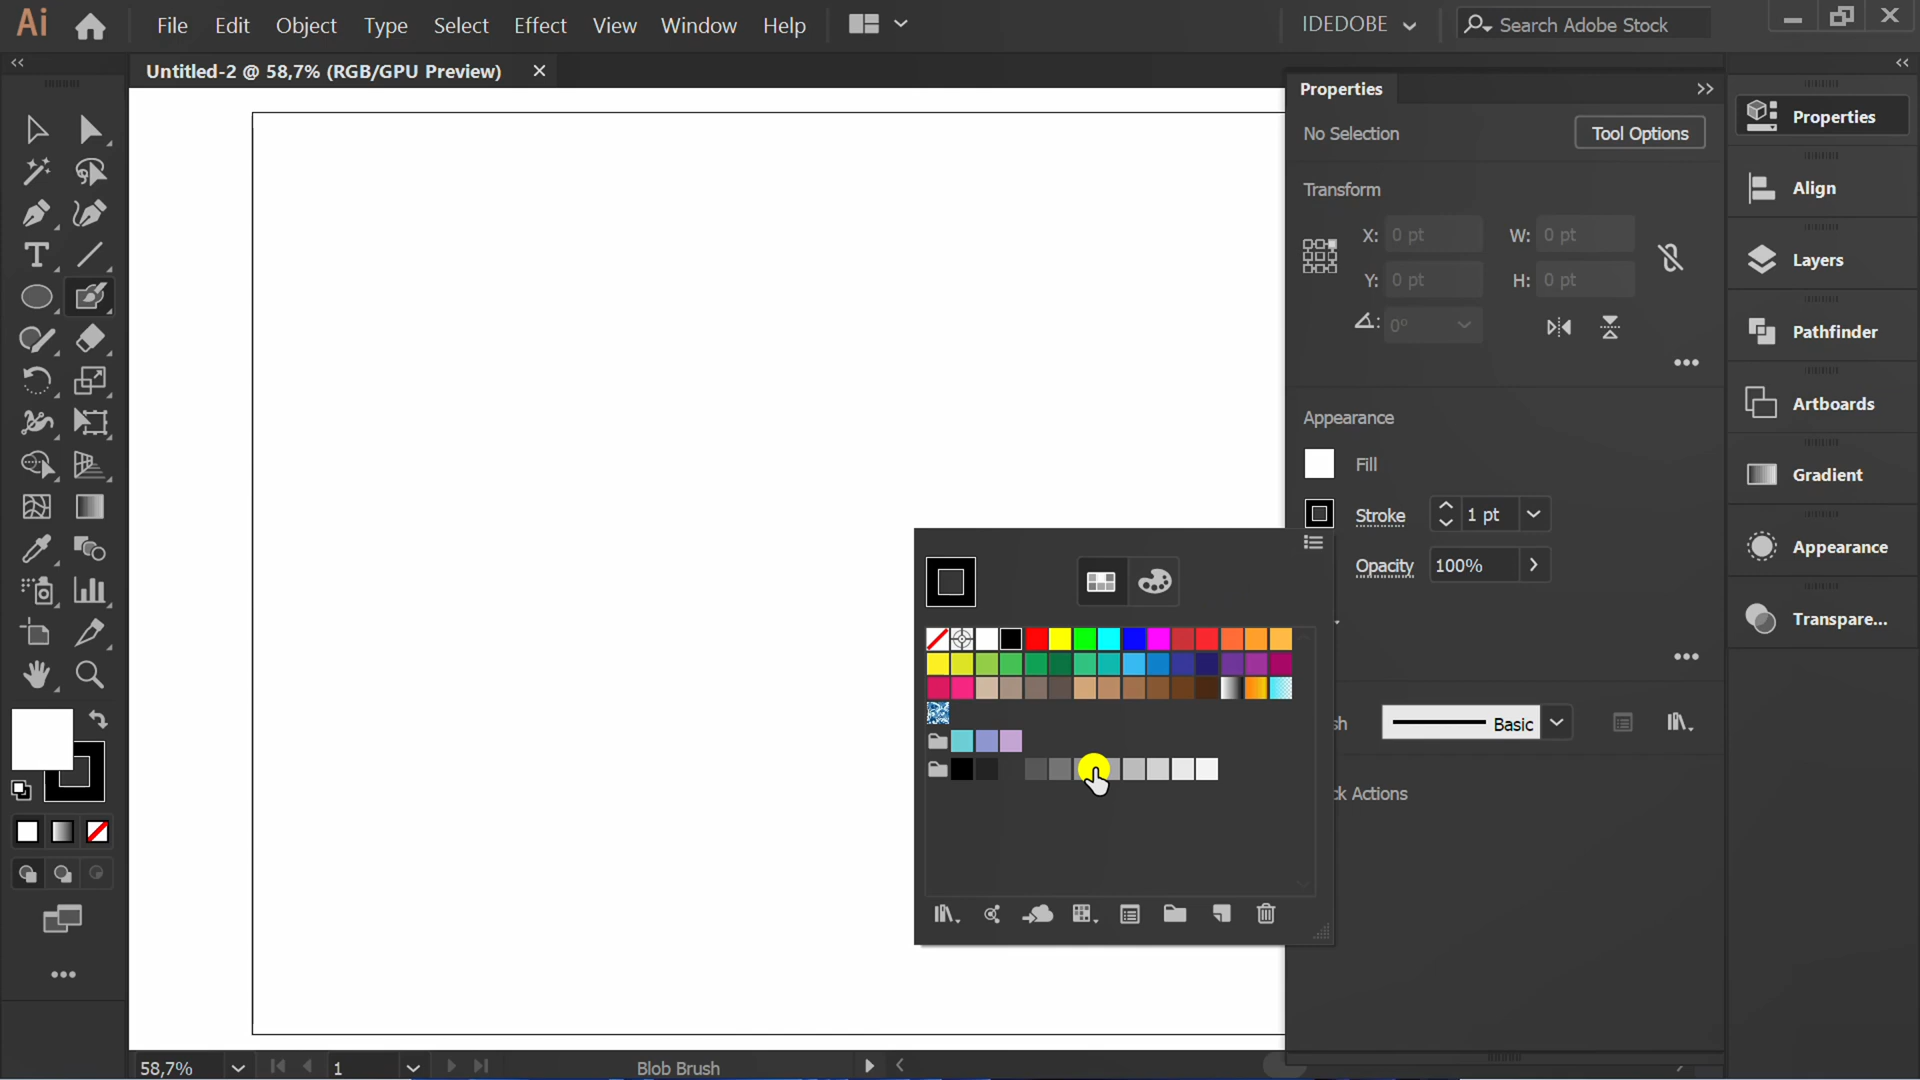 Ai File Edit Object Type Select Effect View Window Help IDEDOBE Search Adobe Stock
Untitled-2 @ 58,7% (RGB/GPU Preview)
Properties
No Selection Tool Options
Transform
X: 0 pt W: 0 pt
Y: 0 pt H: 0 pt
0°
Appearance
Fill
Stroke 1 pt
Opacity 100%
sh Basic
ck Actions
Properties
Align
Layers
Pathfinder
Artboards
Gradient
Appearance
Transpare...
58,7% 1 Blob Brush